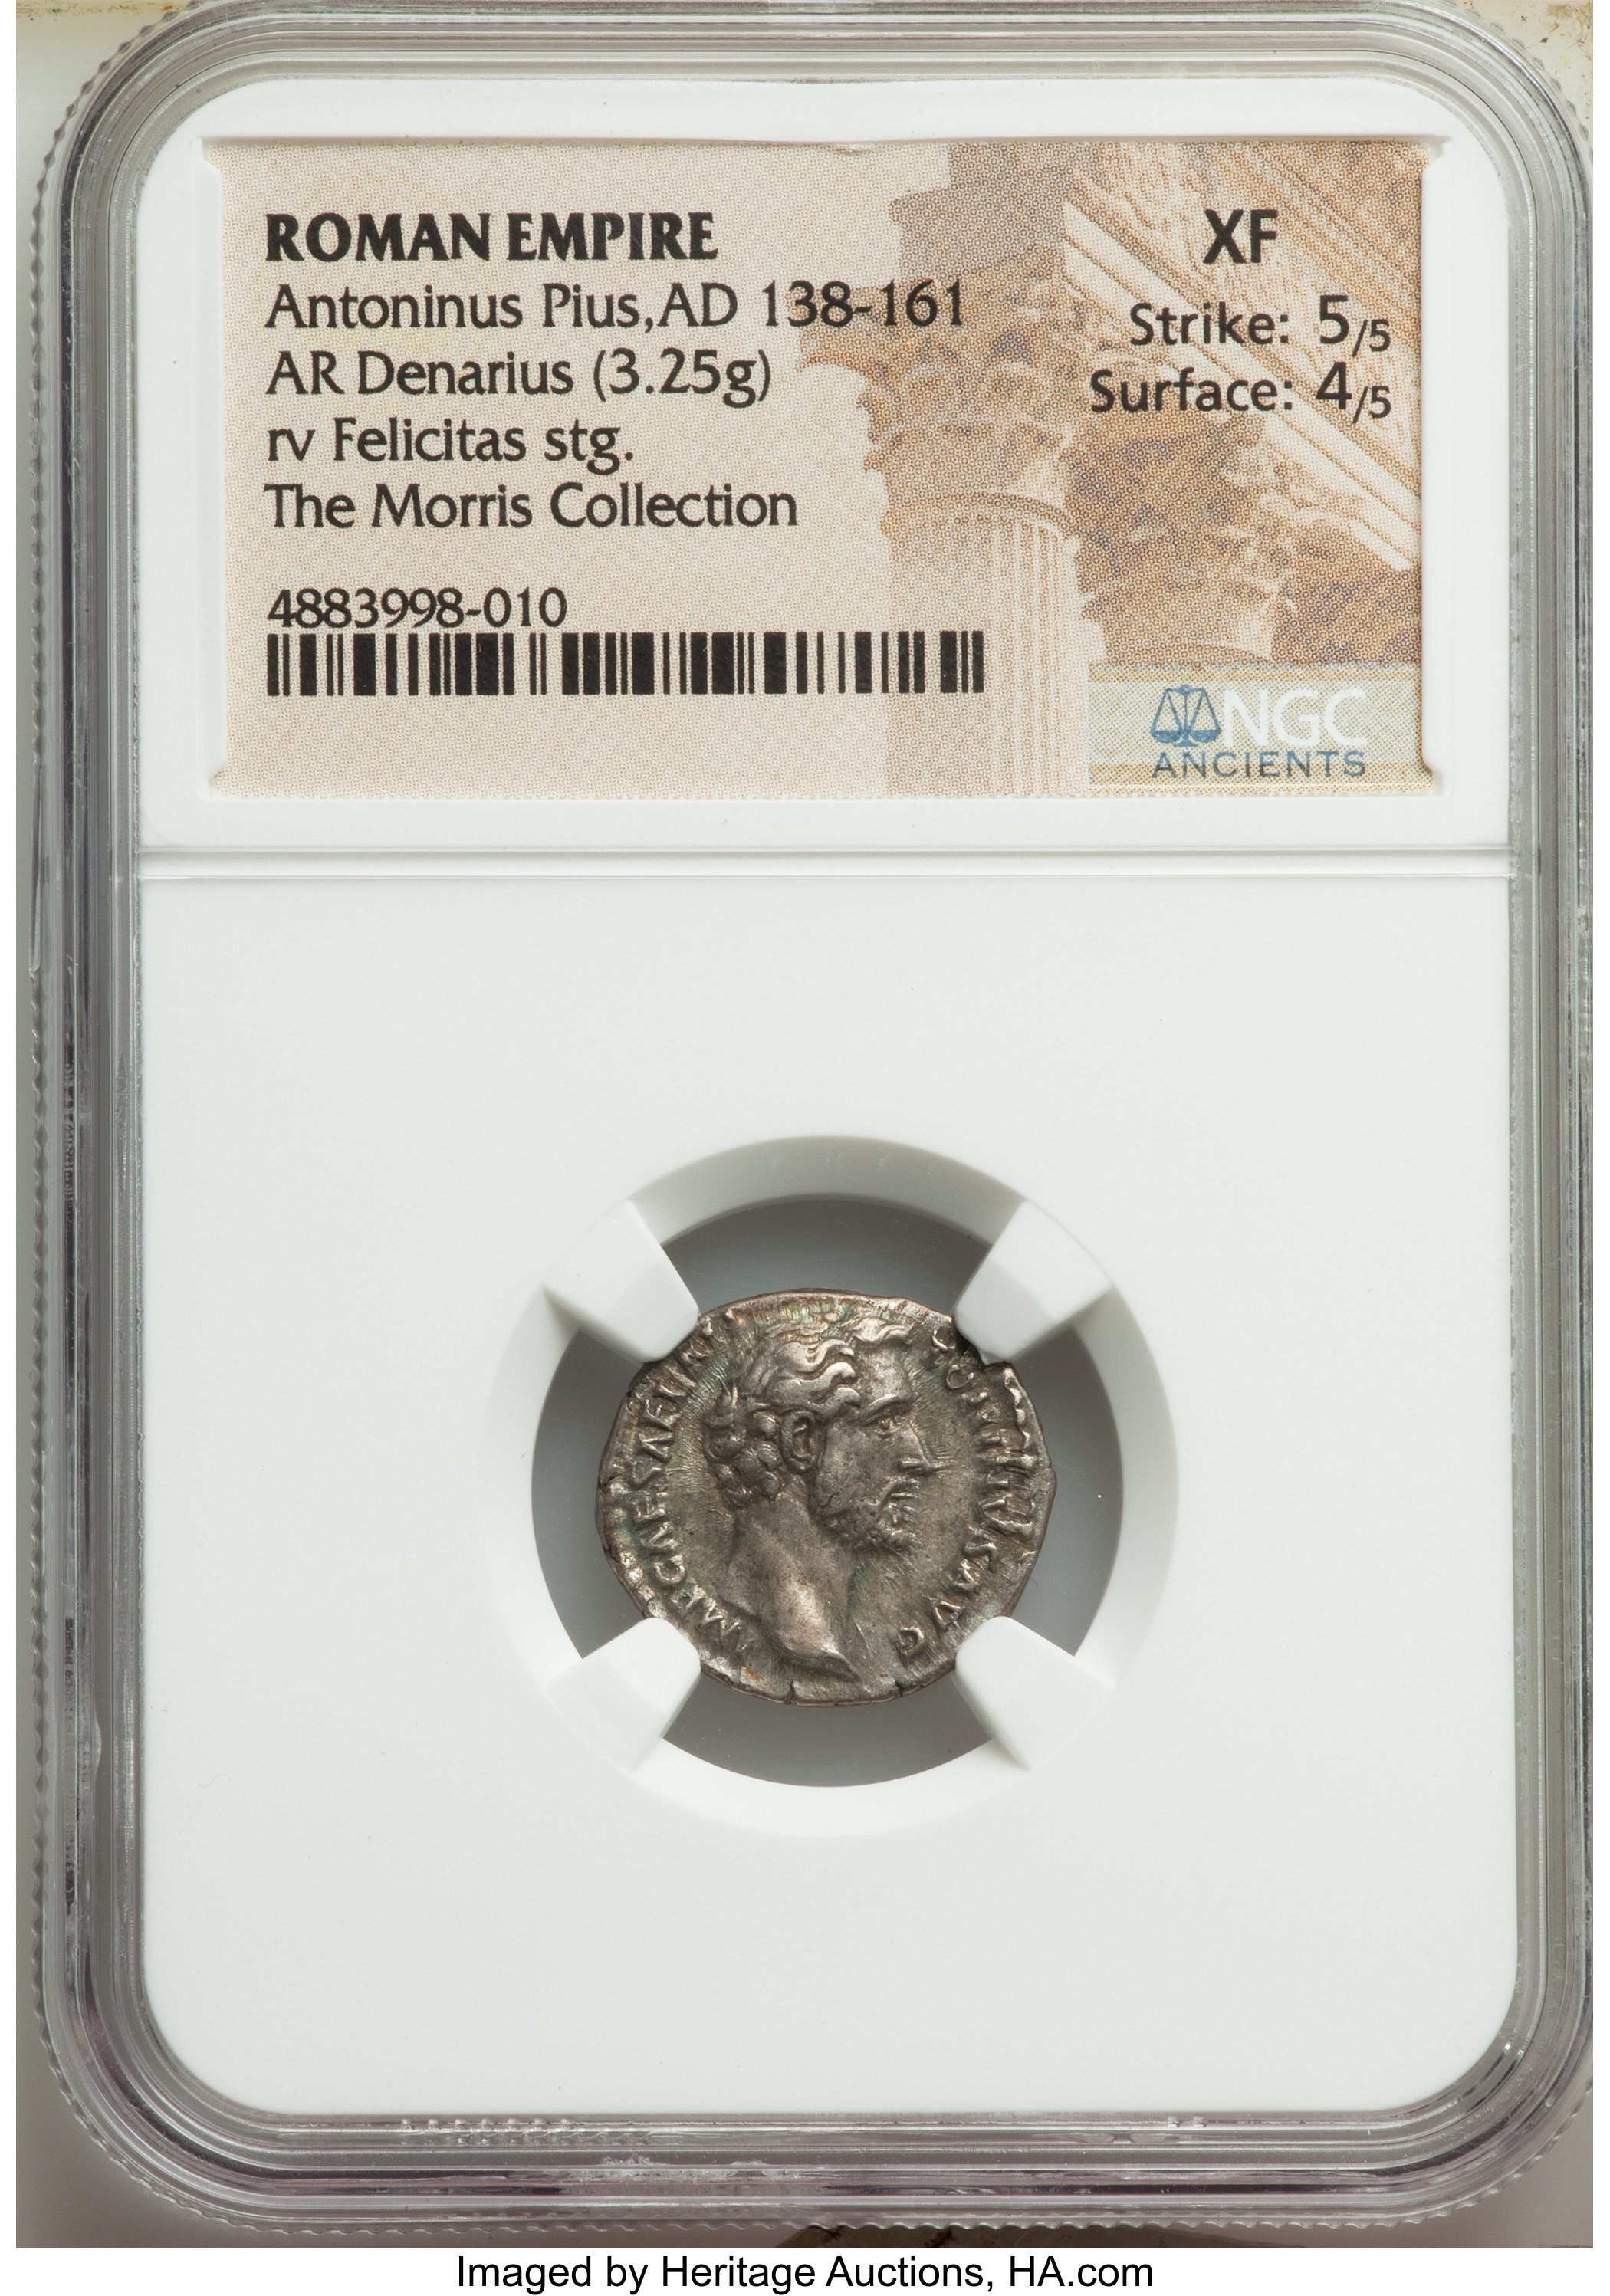 ROMAN EMPIRE
Antoninus Pius, AD 138-161
AR Denarius (3.25g)
rv Felicitas stg.
The Morris Collection
4883998-010
XF
Strike: 5/5
Surface: 4/5
NGC
ANCIENTS
Imaged by Heritage Auctions, HA.com